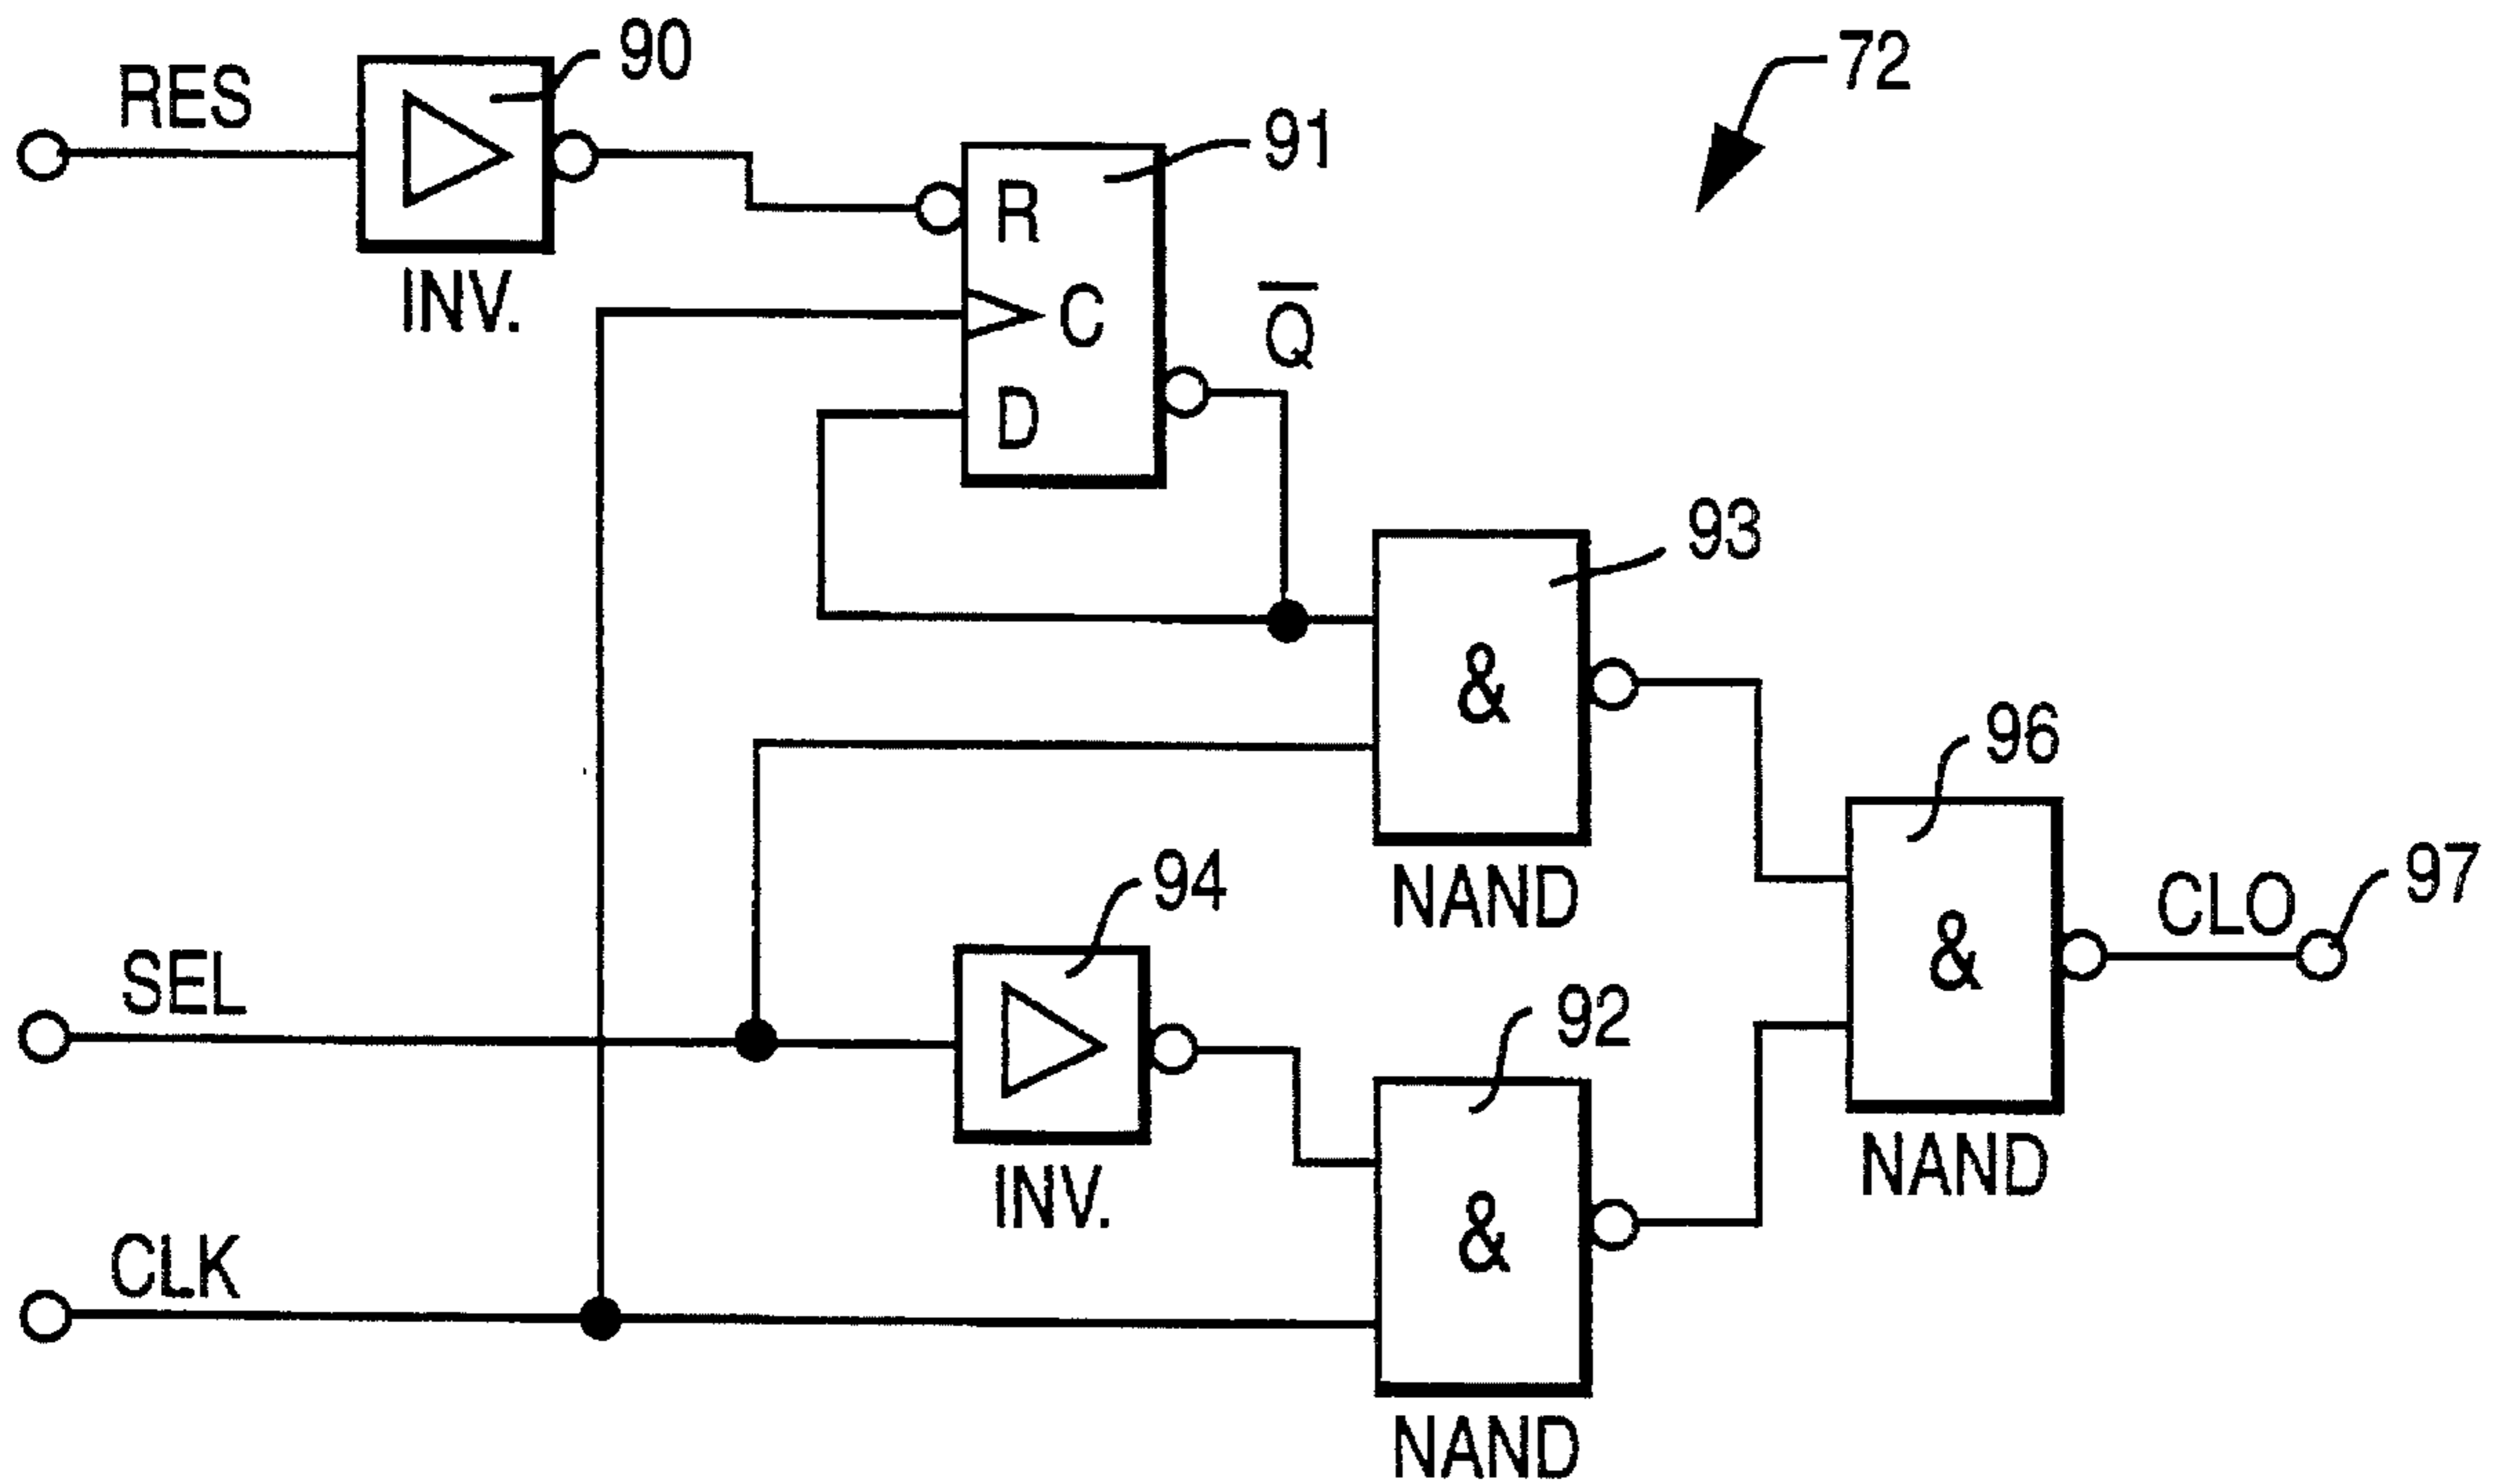 90
72
RES
91
R
INV.
C
Q̅
D
93
&
96
94
NAND
97
CLO
SEL
&
92
INV.
NAND
CLK
&
NAND